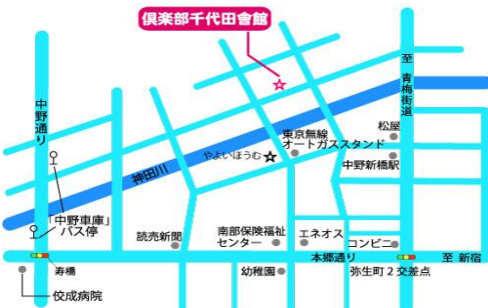 倶楽部千代田會館
至 青梅街道
中野通り
松屋
東京無線
オートガススタンド
やよいほうむ
中野新橋駅
神田川
「中野車庫」
バス停
読売新聞
南部保険福祉
センター
エネオス
コンビニ
本郷通り
至 新宿
寿橋
幼稚園
弥生町2交差点
佼成病院